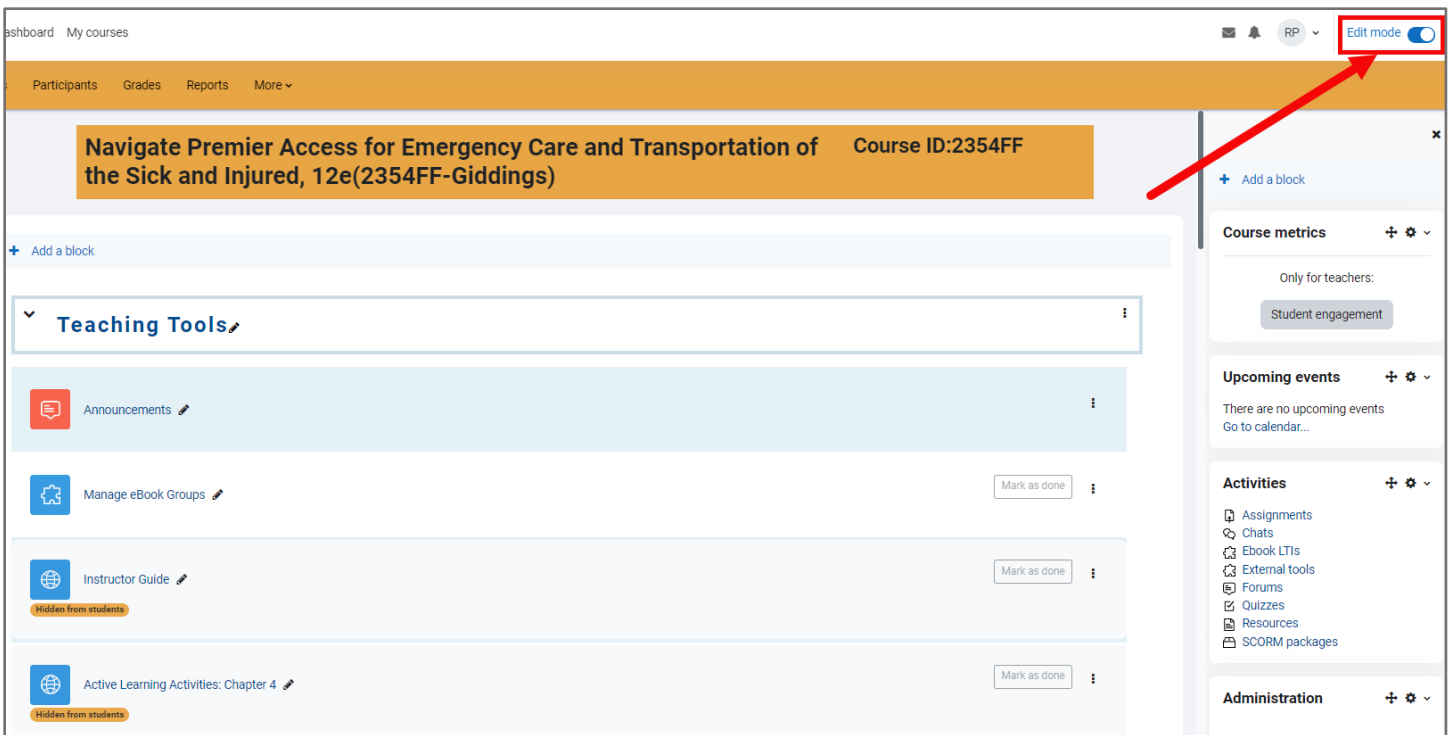 ashboard My courses
RP
Edit mode
s Participants Grades Reports More
Navigate Premier Access for Emergency Care and Transportation of
the Sick and Injured, 12e(2354FF-Giddings)
Course ID:2354FF
Add a block
Teaching Tools
Announcements
Manage eBook Groups
Mark as done
Instructor Guide
Mark as done
Hidden from students
Active Learning Activities: Chapter 4
Mark as done
Hidden from students
Add a block
Course metrics
Only for teachers:
Student engagement
Upcoming events
There are no upcoming events
Go to calendar...
Activities
Assignments
Chats
Ebook LTIs
External tools
Forums
Quizzes
Resources
SCORM packages
Administration